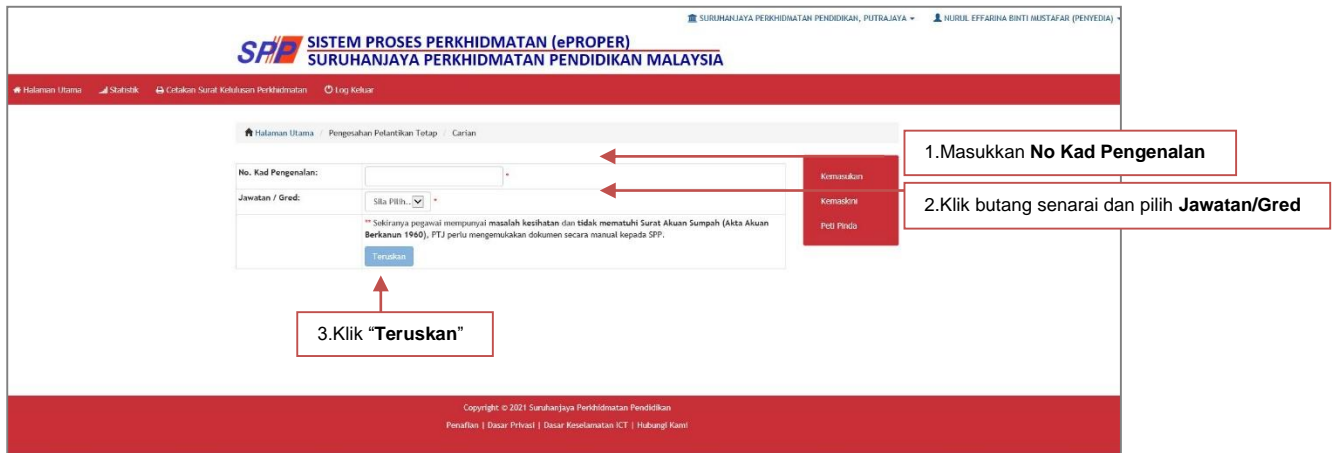 SURUHANJAYA PERKHIDMATAN PENDIDIKAN, PUTRAJAYA
NURUL EFFARINA BINTI MUSTAFAR (PENYEDIA)
SPP
SISTEM PROSES PERKHIDMATAN (ePROPER)
SURUHANJAYA PERKHIDMATAN PENDIDIKAN MALAYSIA
Halaman Utama Statistik Cetakan Surat Kelulusan Perkhidmatan Log Keluar
Halaman Utama / Pengesahan Pelantikan Tetap / Carian
1.Masukkan No Kad Pengenalan
No. Kad Pengenalan: *
Kemasukan
Jawatan / Gred: Sila Pilih.. *
Kemaskini
2.Klik butang senarai dan pilih Jawatan/Gred
** Sekiranya pegawai mempunyai masalah kesihatan dan tidak mematuhi Surat Akuan Sumpah (Akta Akuan
Berkanun 1960), PTJ perlu mengemukakan dokumen secara manual kepada SPP.
Peti Pinda
Teruskan
3.Klik “Teruskan”
Copyright © 2021 Suruhanjaya Perkhidmatan Pendidikan
Penafian | Dasar Privasi | Dasar Keselamatan ICT | Hubungi Kami